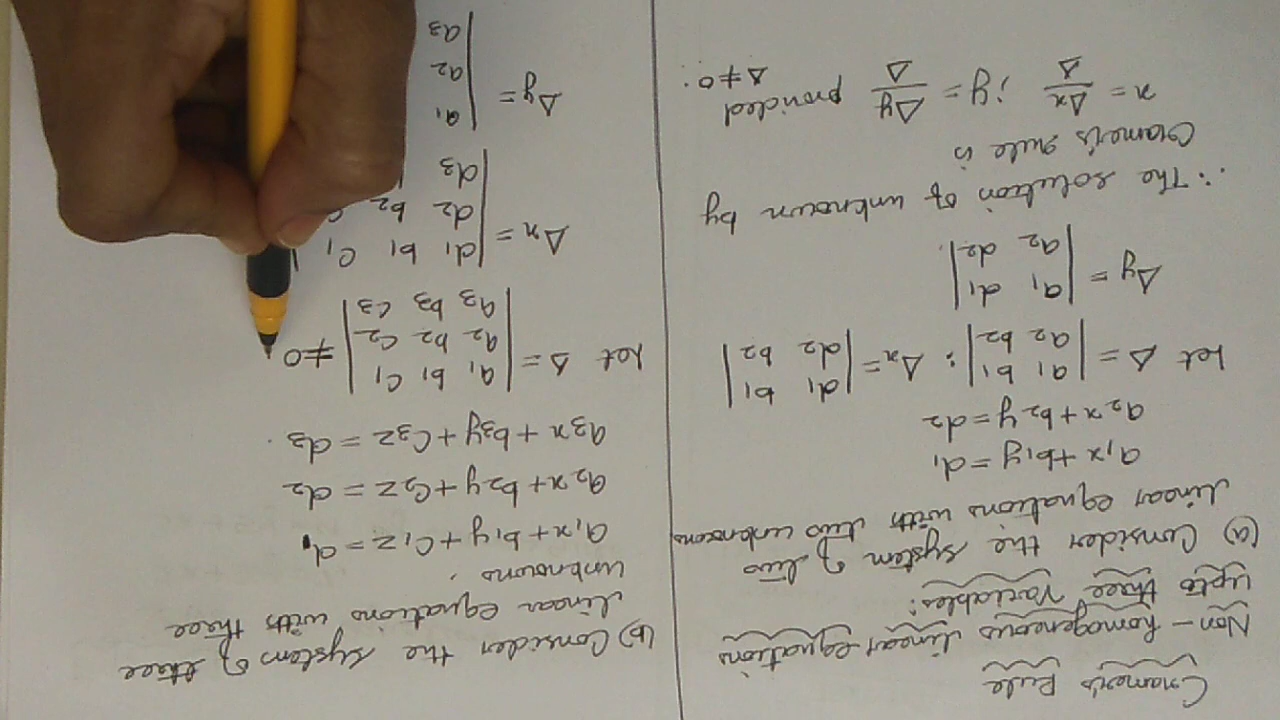 Cramer's Rule
Non-homogeneous linear equations
upto three Variables:
(a) Consider the system of two
linear equations with two unknowns
a₁x + b₁y = d₁
a₂x + b₂y = d₂
Let Δ = | a₁ b₁ | ; Δx = | d₁ b₁ |
| a₂ b₂ | | d₂ b₂ |
Δy = | a₁ d₁ |
| a₂ d₂ |.
∴ The solution of unknown by
Cramer's rule is
x = Δx/Δ ; y = Δy/Δ provided Δ ≠ 0.
(b) Consider the system of three
linear equations with three
unknowns.
a₁x + b₁y + c₁z = d₁
a₂x + b₂y + c₂z = d₂
a₃x + b₃y + c₃z = d₃.
Let Δ = | a₁ b₁ c₁ |
| a₂ b₂ c₂ | ≠ 0
| a₃ b₃ c₃ |
Δx = | d₁ b₁ c₁ |
| d₂ b₂ c
| d₃
Δy = | a₁
| a₂
| a₃